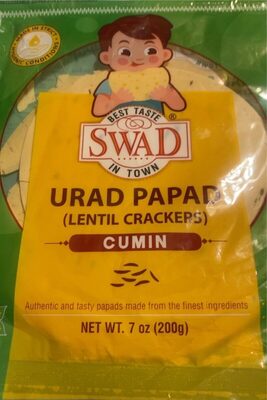 BEST TASTE
SWAD®
IN TOWN
URAD PAPAD
(LENTIL CRACKERS)
CUMIN
Authentic and tasty papads made from the finest ingredients
NET WT. 7 oz (200g)